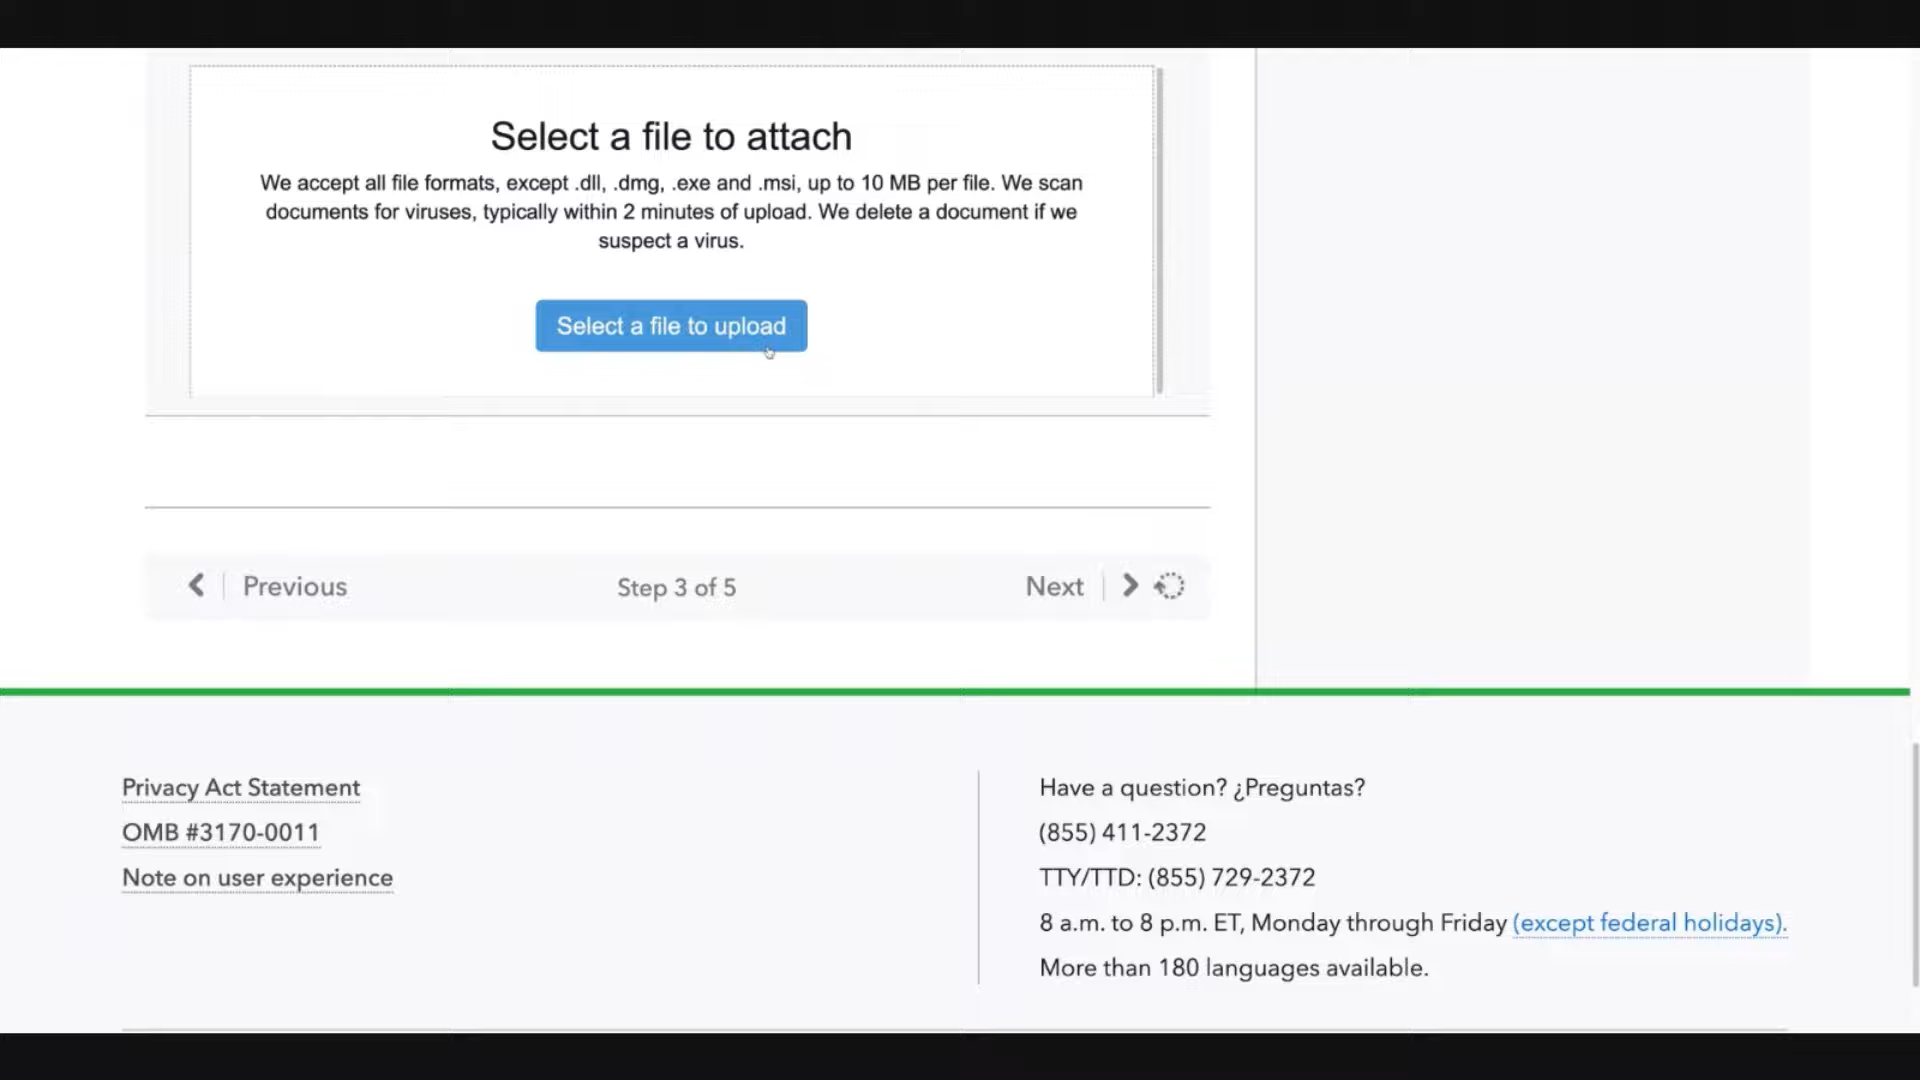 Select a file to attach
We accept all file formats, except .dll, .dmg, .exe and .msi, up to 10 MB per file. We scan
documents for viruses, typically within 2 minutes of upload. We delete a document if we
suspect a virus.
Select a file to upload
Previous
Step 3 of 5
Next
Privacy Act Statement
OMB #3170-0011
Note on user experience
Have a question? ¿Preguntas?
(855) 411-2372
TTY/TTD: (855) 729-2372
8 a.m. to 8 p.m. ET, Monday through Friday (except federal holidays).
More than 180 languages available.